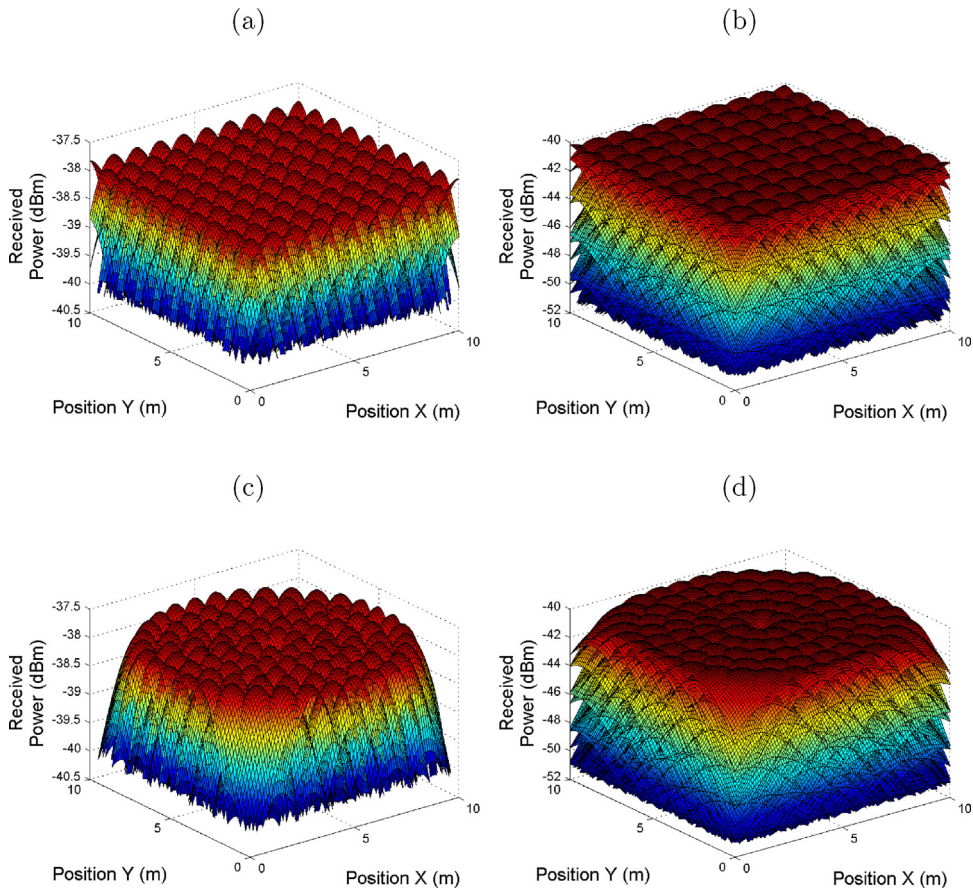 (a)
(b)
Received
Power (dBm)
-37.5
-38
-38.5
-39
-39.5
-40
-40.5
10
5
0
0
5
10
Position Y (m)
Position X (m)
Received
Power (dBm)
-40
-42
-44
-46
-48
-50
-52
10
5
0
0
5
10
Position Y (m)
Position X (m)
(c)
(d)
Received
Power (dBm)
-37.5
-38
-38.5
-39
-39.5
-40
-40.5
10
5
0
0
5
10
Position Y (m)
Position X (m)
Received
Power (dBm)
-40
-42
-44
-46
-48
-50
-52
10
5
0
0
5
10
Position Y (m)
Position X (m)